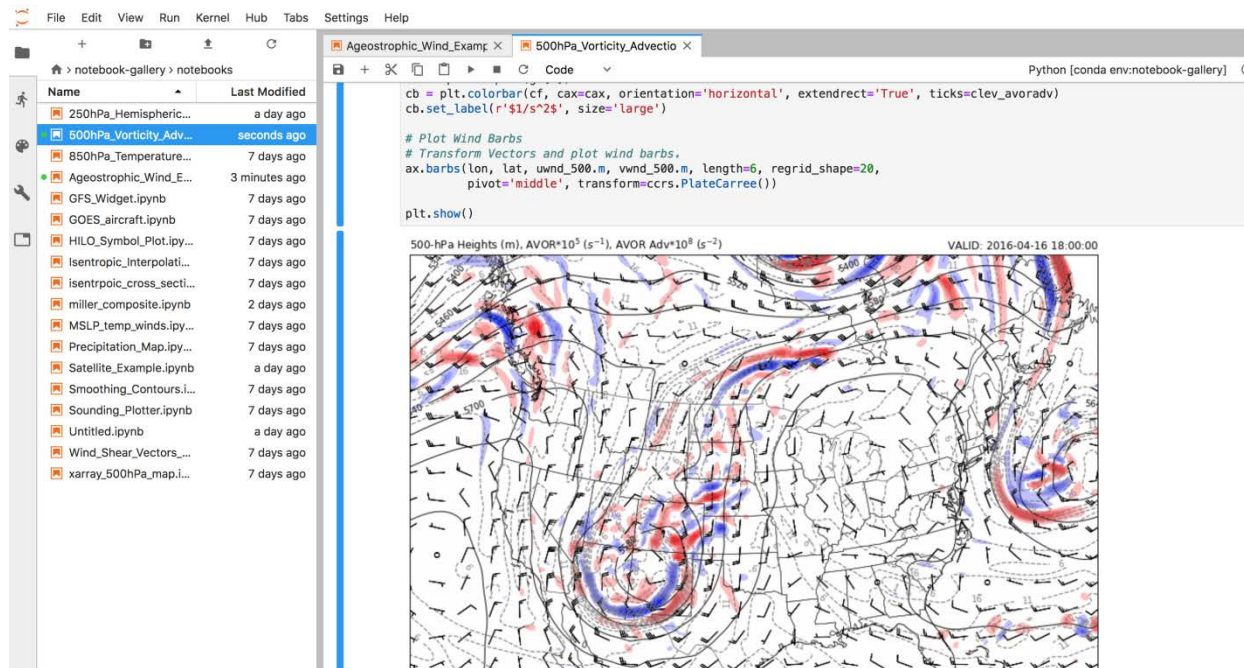 File Edit View Run Kernel Hub Tabs Settings Help
> notebook-gallery > notebooks
Name Last Modified
250hPa_Hemispheric... a day ago
500hPa_Vorticity_Adv... seconds ago
850hPa_Temperature... 7 days ago
Ageostrophic_Wind_E... 3 minutes ago
GFS_Widget.ipynb 7 days ago
GOES_aircraft.ipynb 7 days ago
HILO_Symbol_Plot.ipy... 7 days ago
Isentropic_Interpolati... 7 days ago
isentrpoic_cross_secti... 7 days ago
miller_composite.ipynb 2 days ago
MSLP_temp_winds.ipy... 7 days ago
Precipitation_Map.ipy... 7 days ago
Satellite_Example.ipynb a day ago
Smoothing_Contours.i... 7 days ago
Sounding_Plotter.ipynb 7 days ago
Untitled.ipynb a day ago
Wind_Shear_Vectors_... 7 days ago
xarray_500hPa_map.i... 7 days ago
Ageostrophic_Wind_Examp 500hPa_Vorticity_Advectio
Code Python [conda env:notebook-gallery]
cb = plt.colorbar(cf, cax=cax, orientation='horizontal', extendrect='True', ticks=clev_avoradv)
cb.set_label(r'$1/s^2$', size='large')
# Plot Wind Barbs
# Transform Vectors and plot wind barbs.
ax.barbs(lon, lat, uwnd_500.m, vwnd_500.m, length=6, regrid_shape=20,
pivot='middle', transform=ccrs.PlateCarree())
plt.show()
500-hPa Heights (m), AVOR*10⁵ (s⁻¹), AVOR Adv*10⁸ (s⁻²) VALID: 2016-04-16 18:00:00
5400
5520
5400
5460
5700
11
16
11